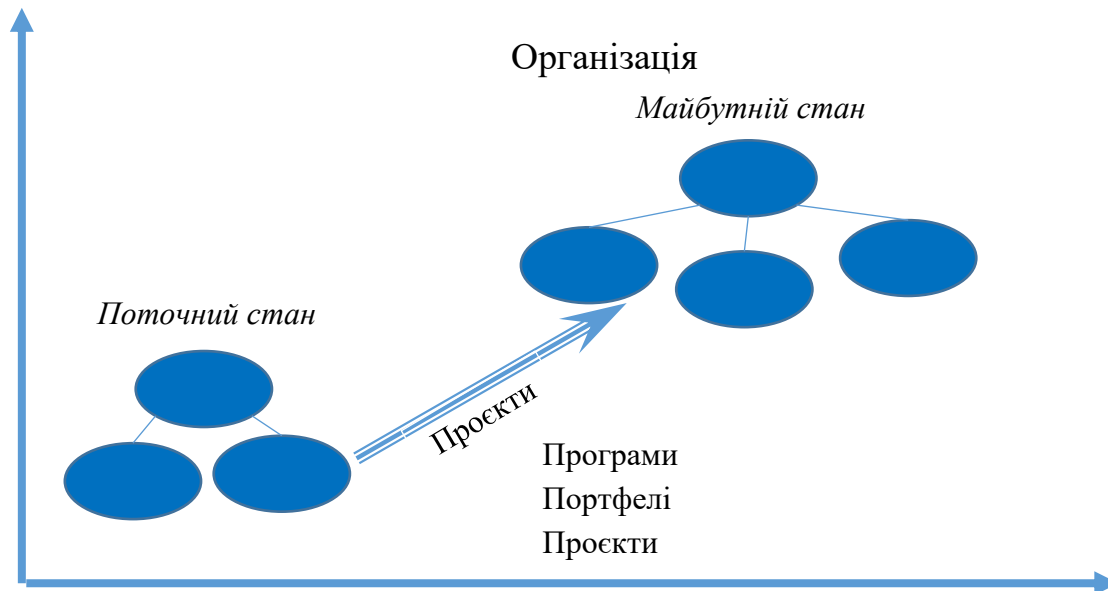 Організація
Майбутній стан
Поточний стан
Проєкти
Програми
Портфелі
Проєкти